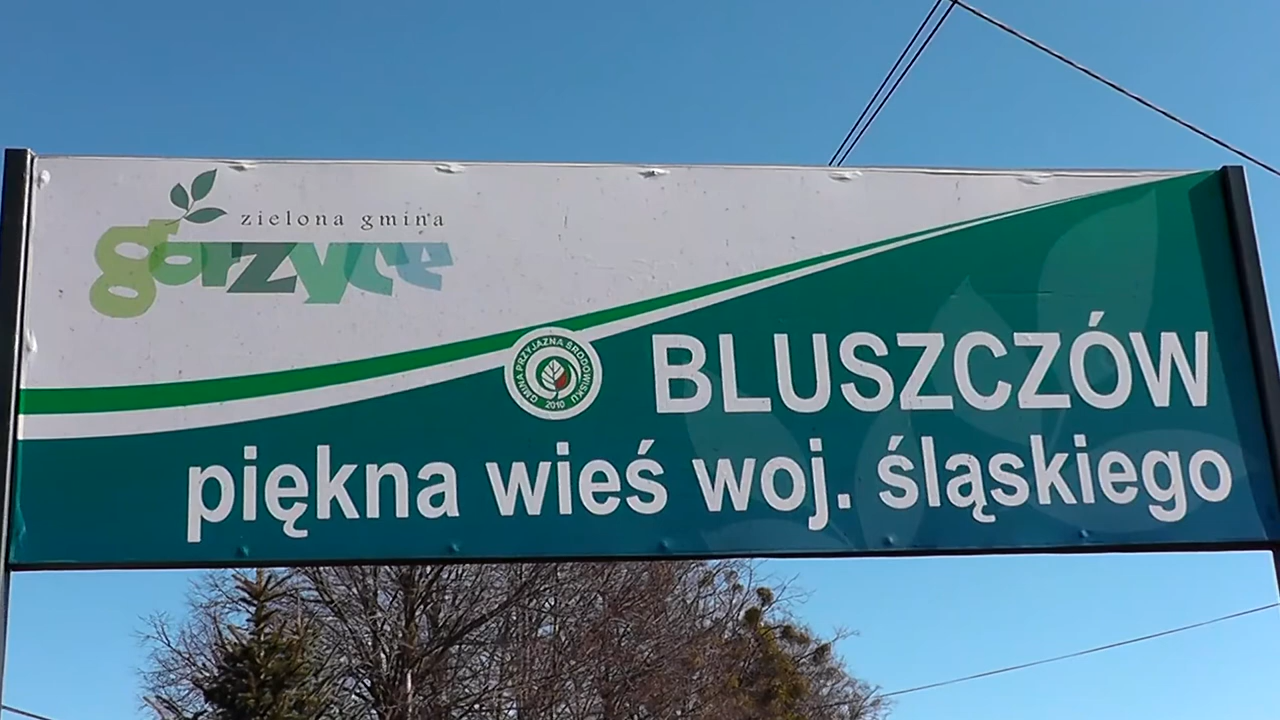 zielona gmina
gorzyce
GMINA PRZYJAZNA ŚRODOWISKU
2010
BLUSZCZÓW
piękna wieś woj. śląskiego